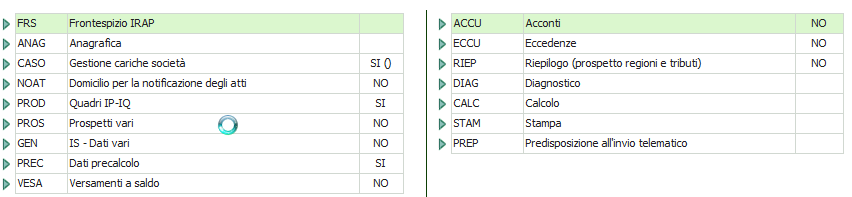 FRS Frontespizio IRAP
ANAG Anagrafica
CASO Gestione cariche società SI ()
NOAT Domicilio per la notificazione degli atti NO
PROD Quadri IP-IQ SI
PROS Prospetti vari NO
GEN IS - Dati vari NO
PREC Dati precalcolo SI
VESA Versamenti a saldo NO
ACCU Acconti NO
ECCU Eccedenze NO
RIEP Riepilogo (prospetto regioni e tributi) NO
DIAG Diagnostico
CALC Calcolo
STAM Stampa
PREP Predisposizione all'invio telematico